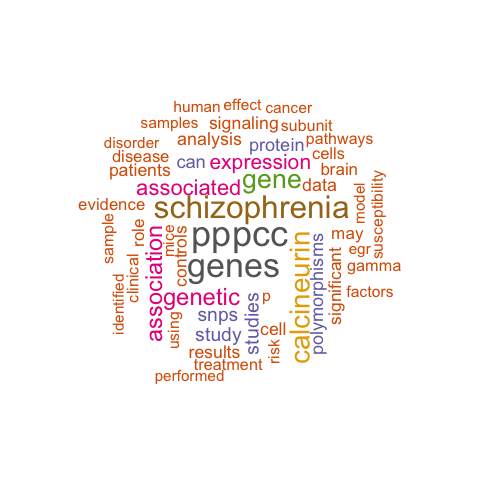 human effect cancer
samples signaling subunit
disorder analysis protein pathways
disease can expression cells
patients associated gene data brain
evidence schizophrenia
pppcc
genes
sample
role
mice
controls
may
model
susceptibility
egr
gamma
clinical
identified
association
genetic
calcineurin
polymorphisms
significant
factors
snps
studies
p
using
study
cell
results
risk
treatment
performed